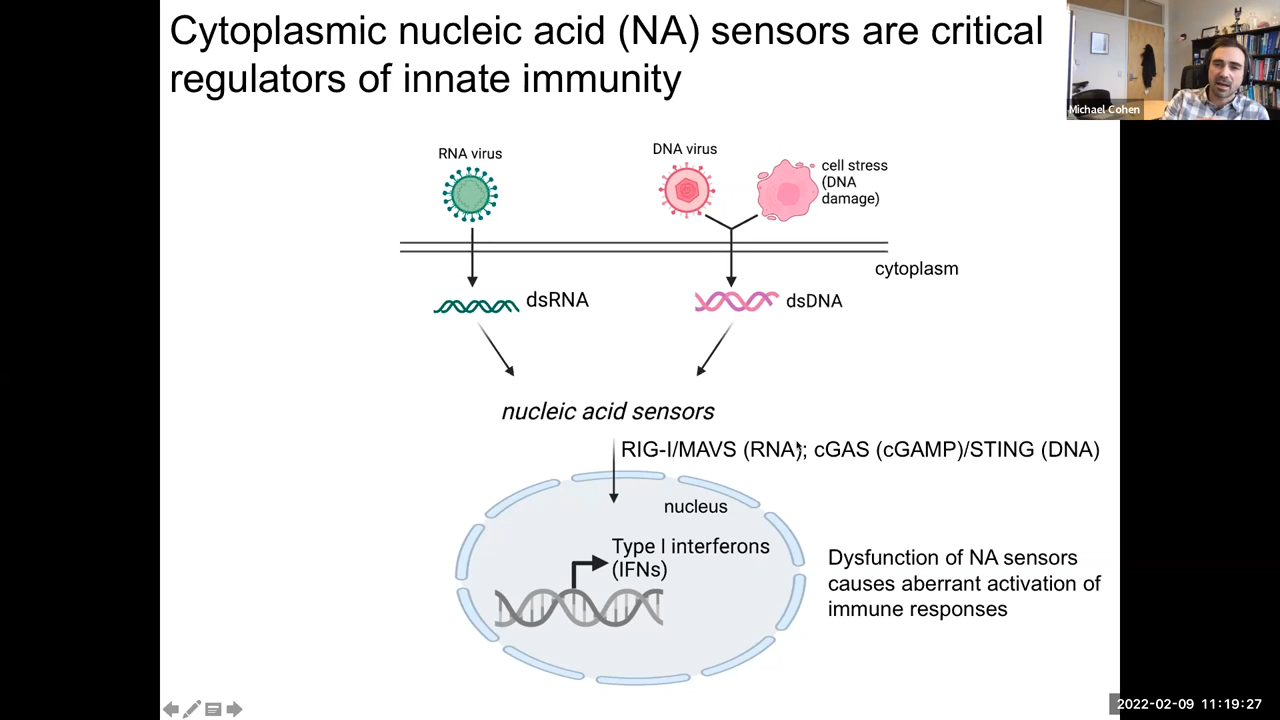 Cytoplasmic nucleic acid (NA) sensors are critical
regulators of innate immunity
Michael Cohen
RNA virus
DNA virus
cell stress
(DNA
damage)
cytoplasm
dsRNA
dsDNA
nucleic acid sensors
RIG-I/MAVS (RNA); cGAS (cGAMP)/STING (DNA)
nucleus
Type I interferons
(IFNs)
Dysfunction of NA sensors
causes aberrant activation of
immune responses
2022-02-09 11:19:27